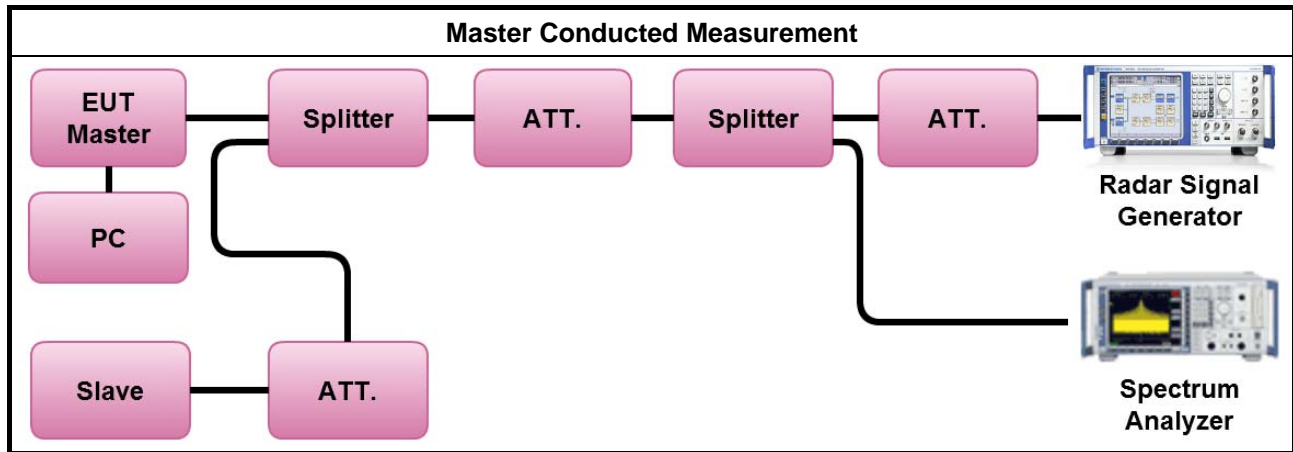 Master Conducted Measurement
EUT
Master
Splitter
ATT.
Splitter
ATT.
Radar Signal
Generator
PC
Slave
ATT.
Spectrum
Analyzer